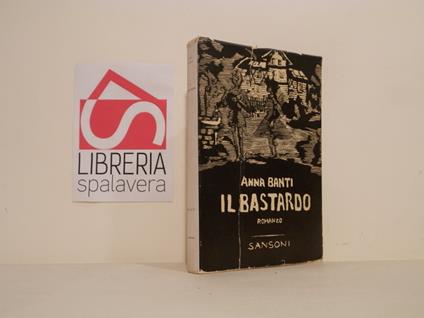 LIBRERIA
spalavera
ANNA BANTI
IL BASTARDO
ROMANZO
SANSONI